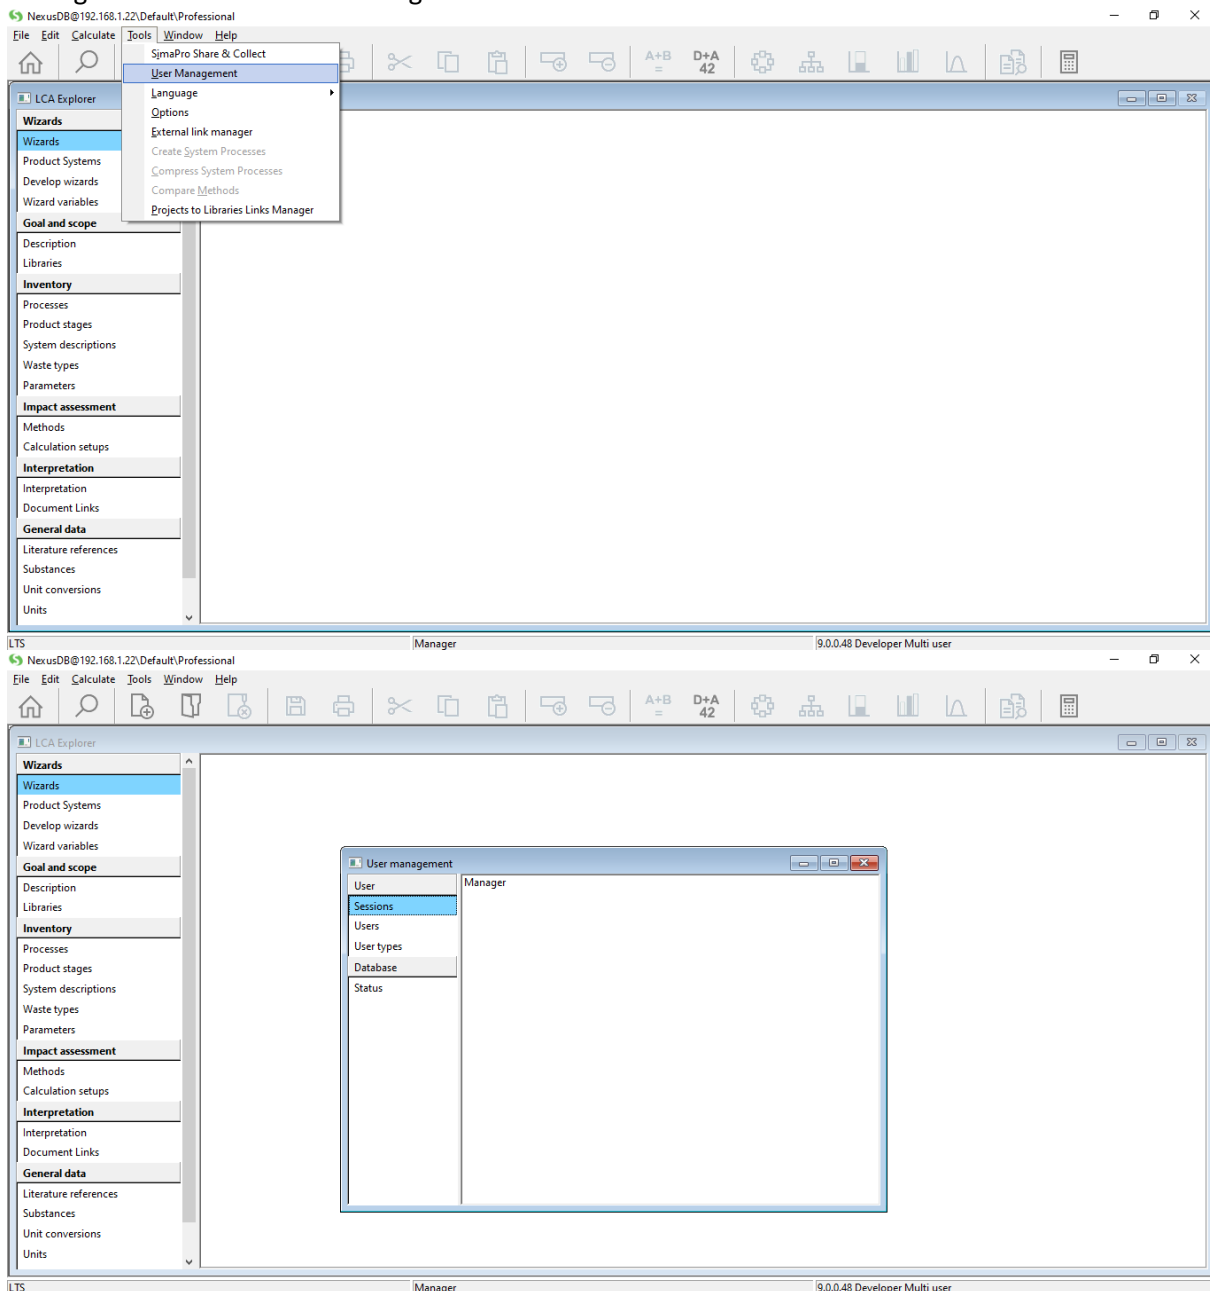 NexusDB@192.168.1.22\Default\Professional
File Edit Calculate Tools Window Help
SimaPro Share & Collect
User Management
Language
Options
External link manager
Create System Processes
Compress System Processes
Compare Methods
Projects to Libraries Links Manager
A+B
=
D+A
42
LCA Explorer
Wizards
Wizards
Product Systems
Develop wizards
Wizard variables
Goal and scope
Description
Libraries
Inventory
Processes
Product stages
System descriptions
Waste types
Parameters
Impact assessment
Methods
Calculation setups
Interpretation
Interpretation
Document Links
General data
Literature references
Substances
Unit conversions
Units
LTS Manager 9.0.0.48 Developer Multi user
NexusDB@192.168.1.22\Default\Professional
File Edit Calculate Tools Window Help
A+B
=
D+A
42
LCA Explorer
Wizards
Wizards
Product Systems
Develop wizards
Wizard variables
Goal and scope
Description
Libraries
Inventory
Processes
Product stages
System descriptions
Waste types
Parameters
Impact assessment
Methods
Calculation setups
Interpretation
Interpretation
Document Links
General data
Literature references
Substances
Unit conversions
Units
User management
User
Sessions
Users
User types
Database
Status
Manager
LTS Manager 9.0.0.48 Developer Multi user